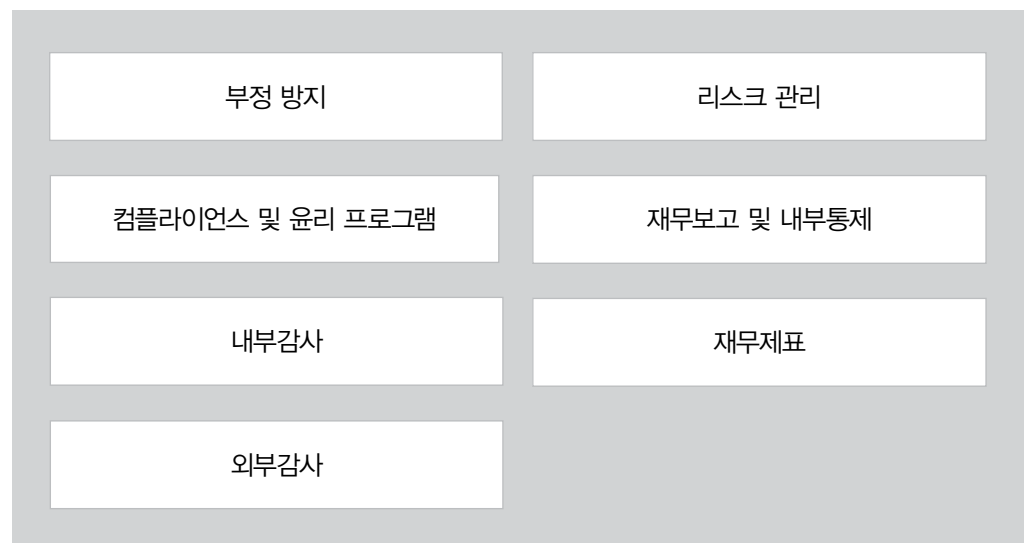 부정 방지
리스크 관리
컴플라이언스 및 윤리 프로그램
재무보고 및 내부통제
내부감사
재무제표
외부감사